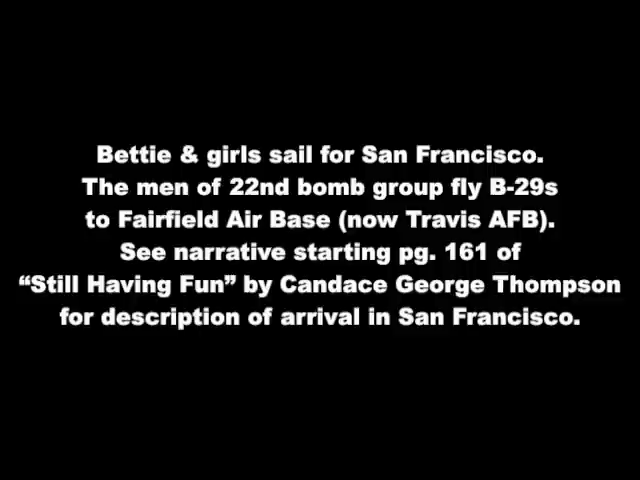 Bettie & girls sail for San Francisco.
The men of 22nd bomb group fly B-29s
to Fairfield Air Base (now Travis AFB).
See narrative starting pg. 161 of
“Still Having Fun” by Candace George Thompson
for description of arrival in San Francisco.